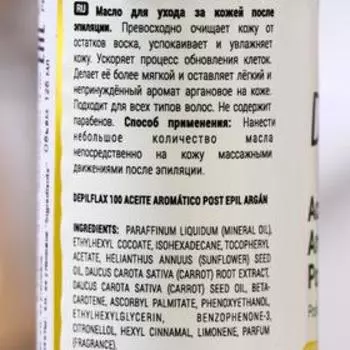 RU Масло для ухода за кожей после
эпиляции. Превосходно очищает кожу от
остатков воска, успокаивает и увлажняет
кожу. Ускоряет процесс обновления клеток.
Делает её более мягкой и оставляет лёгкий и
непринуждённый аромат аргановое на коже.
Подходит для всех типов волос. Не содержит
парабенов. Способ применения: Нанести
небольшое количество масла
непосредственно на кожу массажными
движениями после эпиляции.
DEPILFLAX 100 ACEITE AROMÁTICO POST EPIL ARGÁN
INGREDIENTS: PARAFFINUM LIQUIDUM (MINERAL OIL),
ETHYLHEXYL COCOATE, ISOHEXADECANE, TOCOPHERYL
ACETATE, HELIANTHUS ANNUUS (SUNFLOWER) SEED
OIL, DAUCUS CAROTA SATIVA (CARROT) ROOT EXTRACT,
DAUCUS CAROTA SATIVA (CARROT) SEED OIL, BETA-
CAROTENE, ASCORBYL PALMITATE, PHENOXYETHANOL,
ETHYLHEXYLGLYCERIN, BENZOPHENONE-3,
CITRONELLOL, HEXYL CINNAMAL, LIMONENE, PARFUM
(FRAGRANCE).
Объем 125 мл